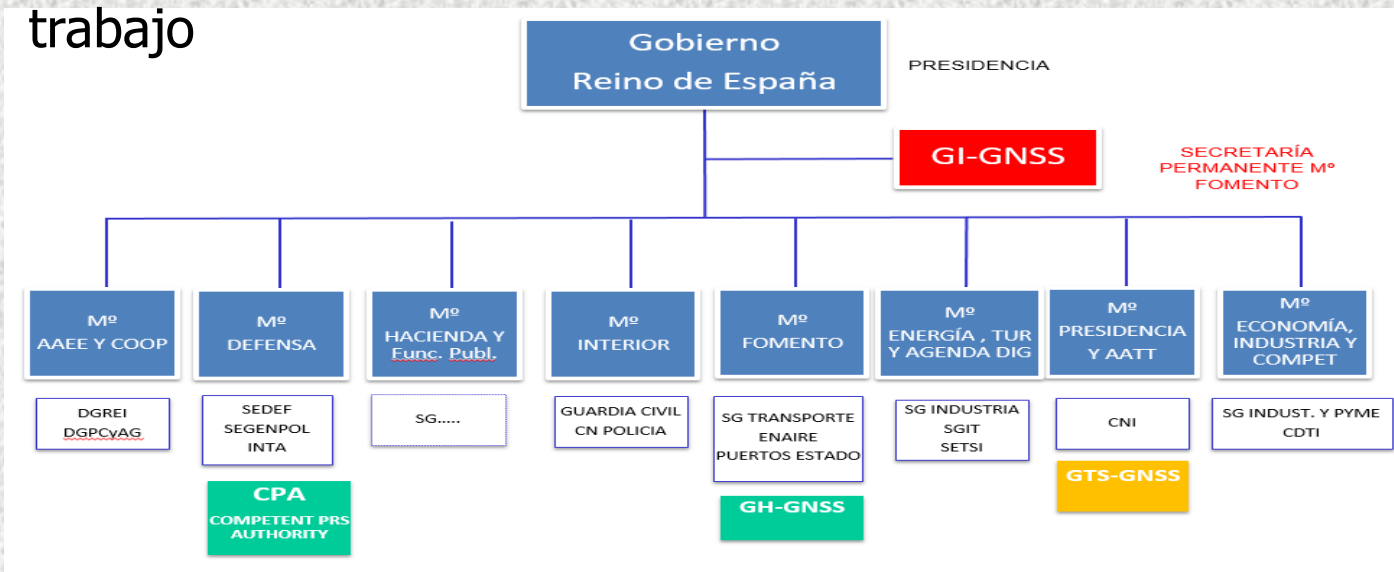 trabajo
Gobierno
Reino de España
PRESIDENCIA
GI-GNSS
SECRETARÍA
PERMANENTE Mº
FOMENTO
Mº
AAEE Y COOP
Mº
DEFENSA
Mº
HACIENDA Y
Func. Publ.
Mº
INTERIOR
Mº
FOMENTO
Mº
ENERGÍA , TUR
Y AGENDA DIG
Mº
PRESIDENCIA
Y AATT
Mº
ECONOMÍA,
INDUSTRIA Y
COMPET
DGREI
DGPCyAG
SEDEF
SEGENPOL
INTA
SG.....
GUARDIA CIVIL
CN POLICIA
SG TRANSPORTE
ENAIRE
PUERTOS ESTADO
SG INDUSTRIA
SGIT
SETSI
CNI
SG INDUST. Y PYME
CDTI
CPA
COMPETENT PRS
AUTHORITY
GH-GNSS
GTS-GNSS